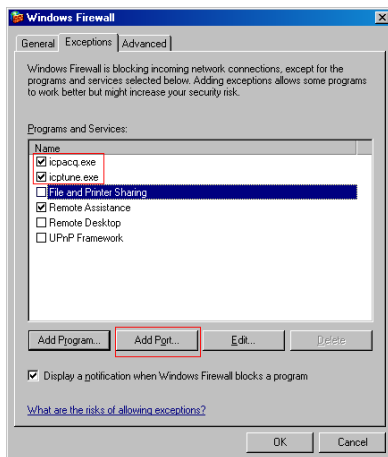 Windows Firewall
General Exceptions Advanced
Windows Firewall is blocking incoming network connections, except for the
programs and services selected below. Adding exceptions allows some programs
to work better but might increase your security risk.
Programs and Services:
Name
icpacq.exe
icptune.exe
File and Printer Sharing
Remote Assistance
Remote Desktop
UPnP Framework
Add Program... Add Port... Edit... Delete
Display a notification when Windows Firewall blocks a program
What are the risks of allowing exceptions?
OK Cancel